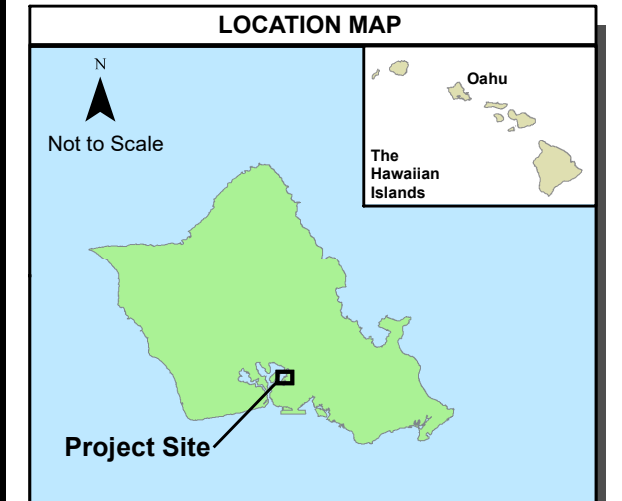 LOCATION MAP
N
Not to Scale
Oahu
The
Hawaiian
Islands
Project Site